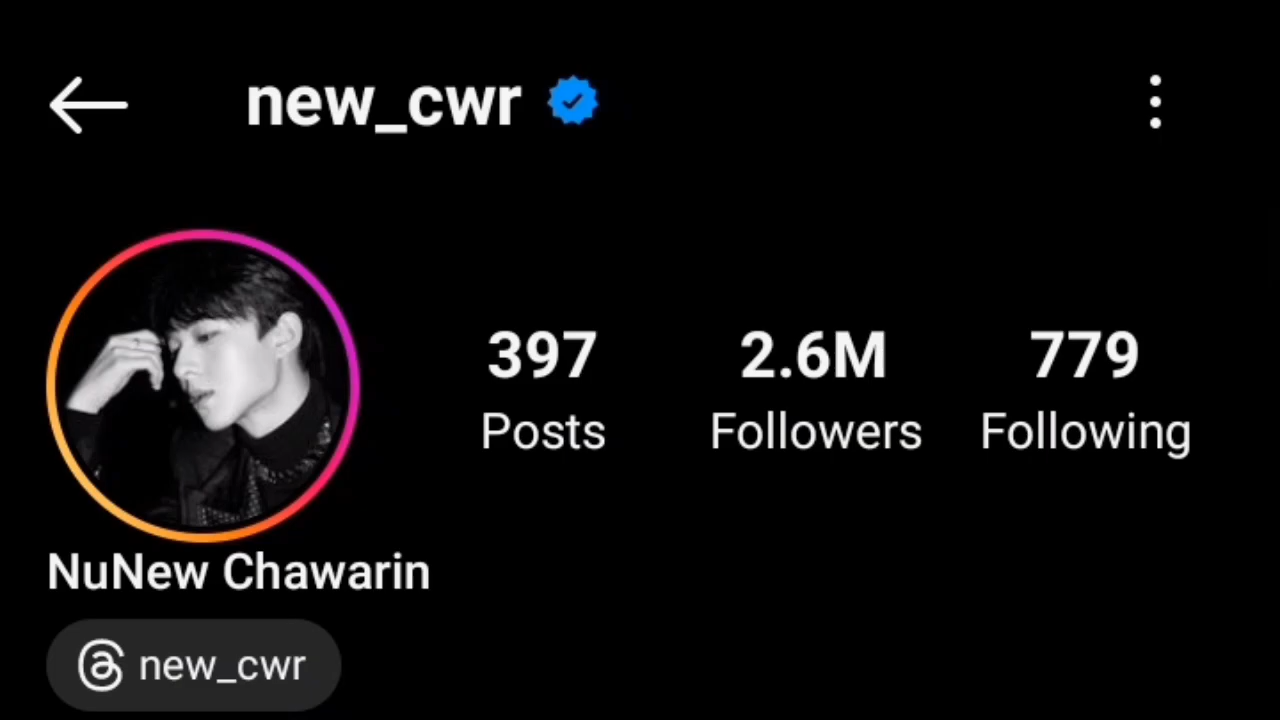 new_cwr
397 2.6M 779
Posts Followers Following
NuNew Chawarin
new_cwr